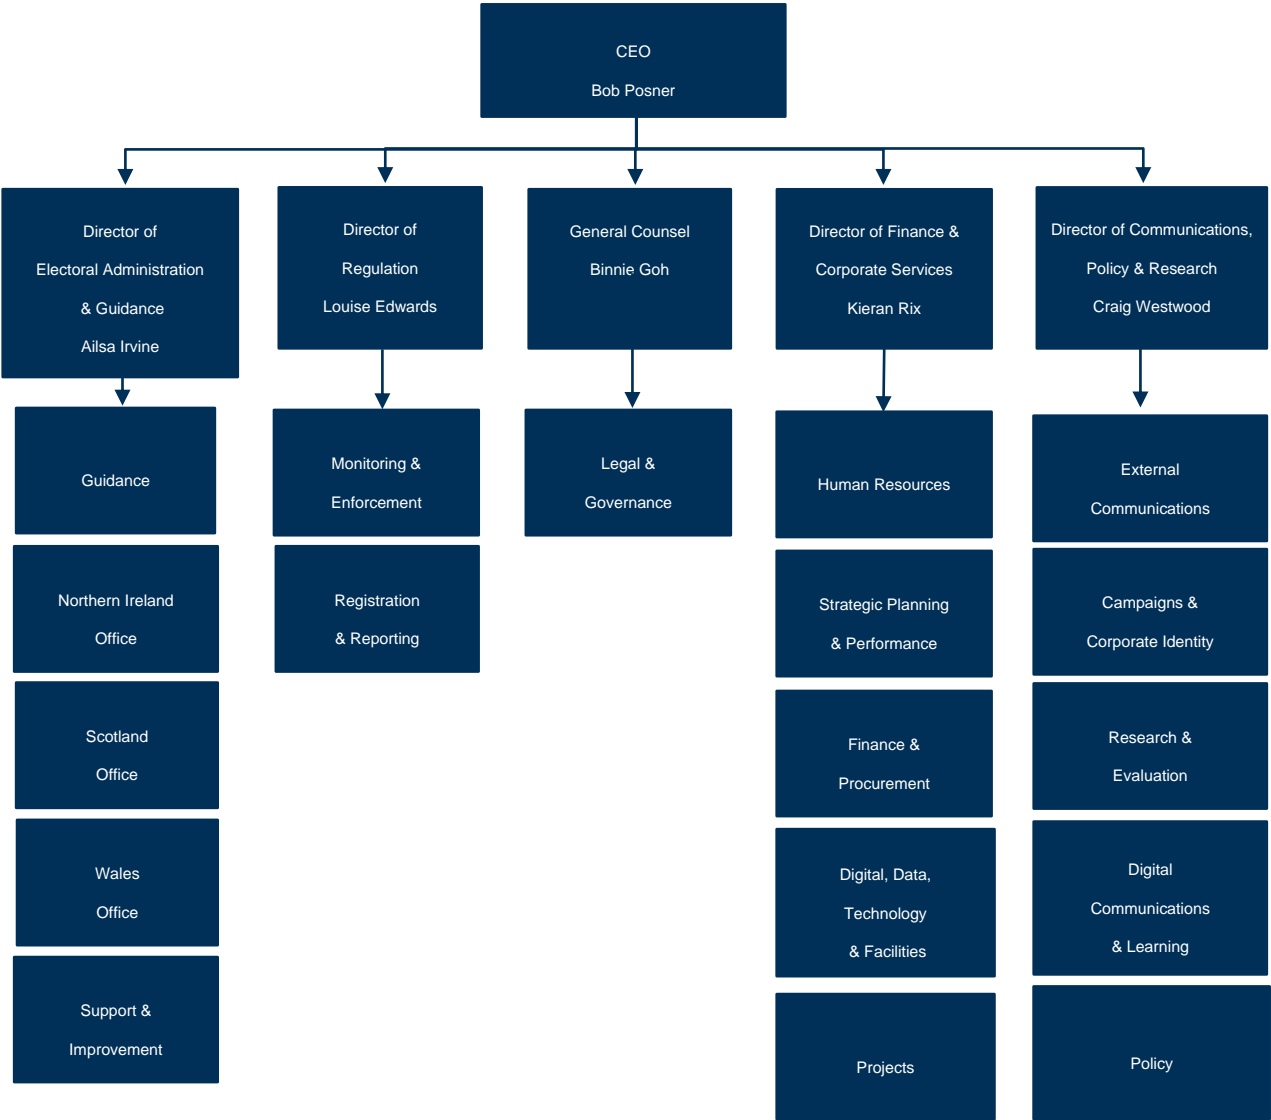 CEO
Bob Posner
Director of
Electoral Administration
& Guidance
Ailsa Irvine
Director of
Regulation
Louise Edwards
General Counsel
Binnie Goh
Director of Finance &
Corporate Services
Kieran Rix
Director of Communications,
Policy & Research
Craig Westwood
Guidance
Northern Ireland
Office
Scotland
Office
Wales
Office
Support &
Improvement
Monitoring &
Enforcement
Registration
& Reporting
Legal &
Governance
Human Resources
Strategic Planning
& Performance
Finance &
Procurement
Digital, Data,
Technology
& Facilities
Projects
External
Communications
Campaigns &
Corporate Identity
Research &
Evaluation
Digital
Communications
& Learning
Policy